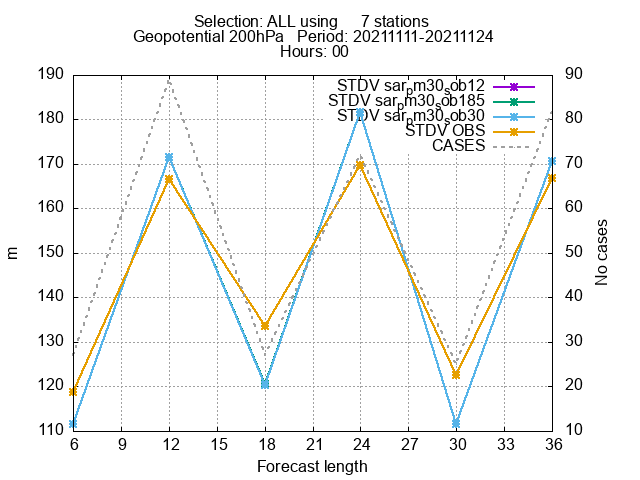 Selection: ALL using 7 stations
Geopotential 200hPa Period: 20211111-20211124
Hours: 00
190 90
STDV sar_pm30_sob12
STDV sar_pm30_sob185
STDV sar_pm30_sob30
STDV OBS
CASES
180 80
170 70
160 60
150 50
140 40
130 30
120 20
110 10
m
No cases
6 9 12 15 18 21 24 27 30 33 36
Forecast length